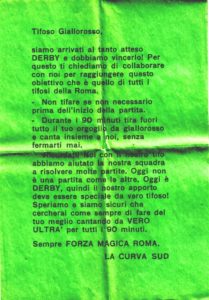 Tifoso Giallorosso,
siamo arrivati al tanto atteso
DERBY e dobbiamo vincerlo! Per
questo ti chiediamo di collaborare
con noi per raggiungere questo
obiettivo che è quello di tutti i
tifosi della Roma.
- Non tifare se non necessario
prima dell'inizio della partita.
- Durante i 90 minuti tira fuori
tutto il tuo orgoglio da giallorosso
e canta insieme a noi, senza
fermarti mai.
noi con il nostro tifo
abbiamo aiutato la nostra squadra
a risolvere molte partite. Oggi non
è una partita come le altre. Oggi è
DERBY, quindi il nostro apporto
deve essere speciale da vero tifoso!
Speriamo e siamo sicuri che
cercherai come sempre di fare del
tuo meglio cantando da VERO
ULTRA' per tutti i 90 minuti.
Sempre FORZA MAGICA ROMA.
LA CURVA SUD